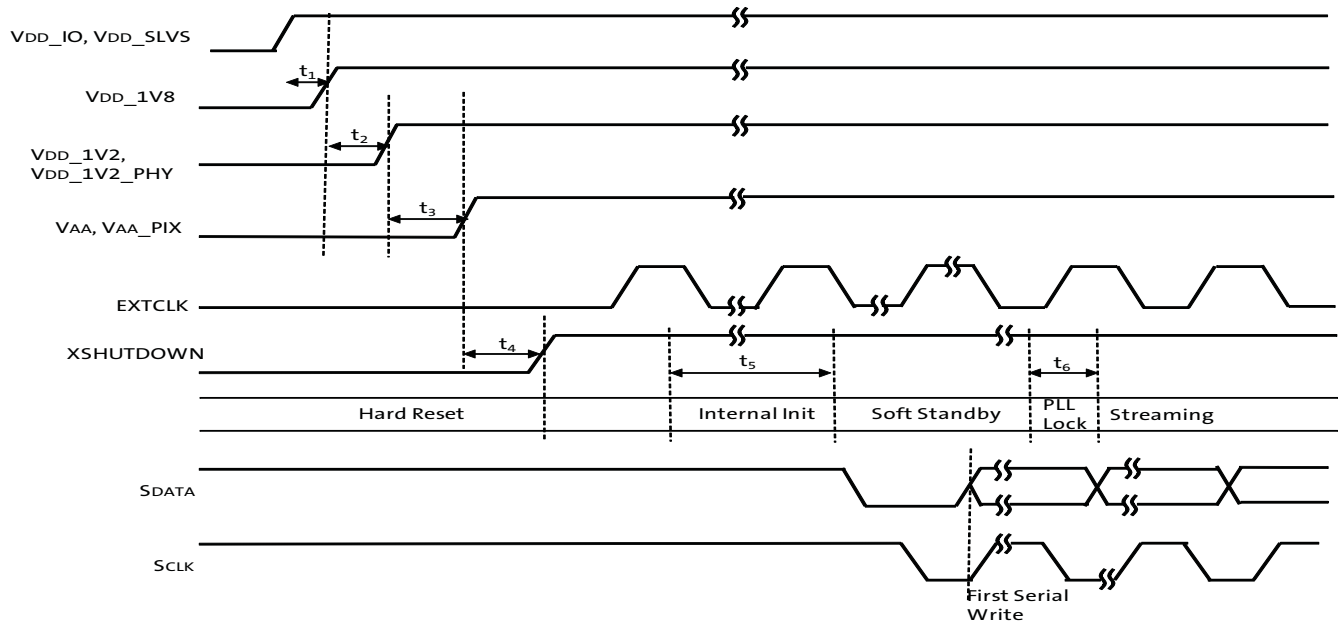 VDD_IO, VDD_SLVS
t1
VDD_1V8
t2
VDD_1V2,
VDD_1V2_PHY
t3
VAA, VAA_PIX
EXTCLK
XSHUTDOWN
t4
t5
t6
Hard Reset
Internal Init
Soft Standby
PLL
Lock
Streaming
SDATA
SCLK
First Serial
Write